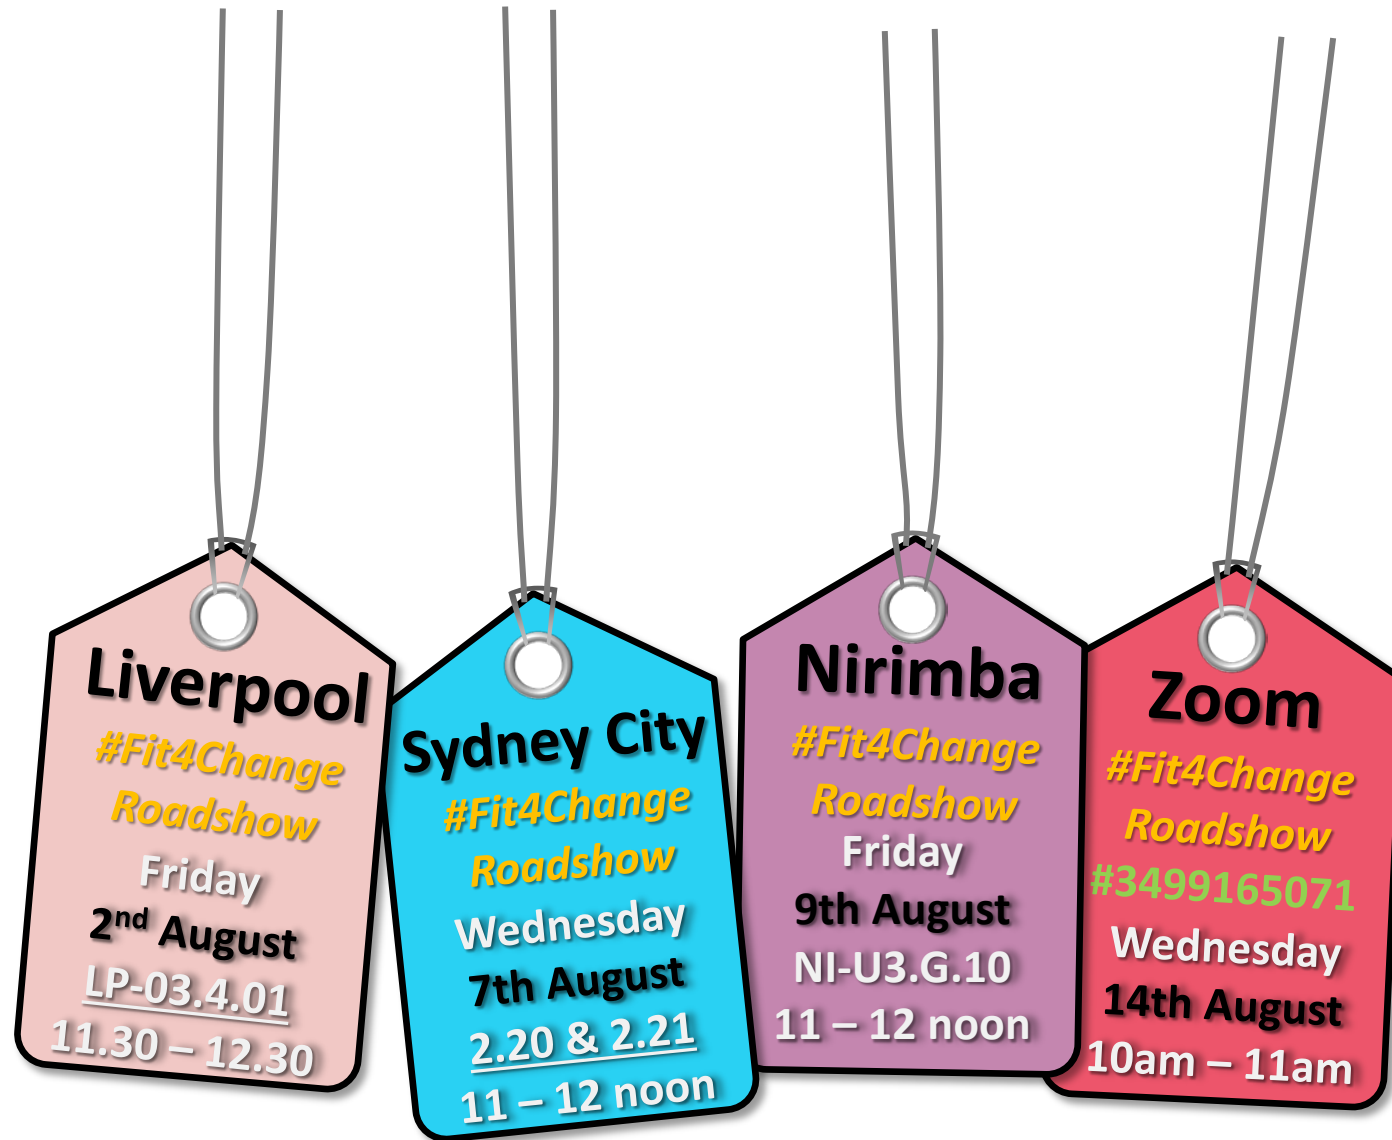 Liverpool
#Fit4Change
Roadshow
Friday
2nd August
LP-03.4.01
11.30 – 12.30
Sydney City
#Fit4Change
Roadshow
Wednesday
7th August
2.20 & 2.21
11 – 12 noon
Nirimba
#Fit4Change
Roadshow
Friday
9th August
NI-U3.G.10
11 – 12 noon
Zoom
#Fit4Change
Roadshow
#3499165071
Wednesday
14th August
10am – 11am